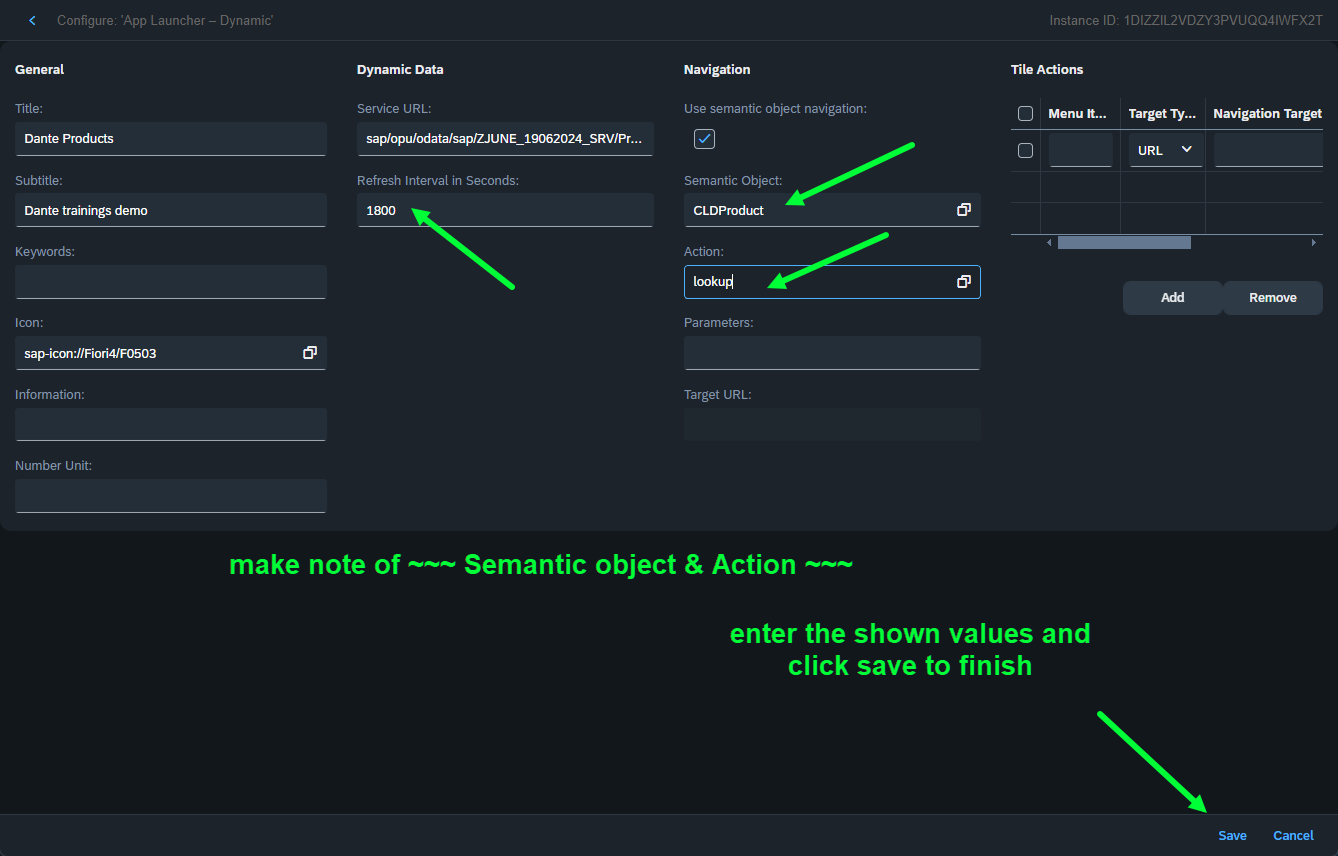 Configure: 'App Launcher – Dynamic'
Instance ID: 1DIZZIL2VDZY3PVUQQ4IWFX2T
General
Title:
Dante Products
Subtitle:
Dante trainings demo
Keywords:
Icon:
sap-icon://Fiori4/F0503
Information:
Number Unit:
Dynamic Data
Service URL:
sap/opu/odata/sap/ZJUNE_19062024_SRV/Pr...
Refresh Interval in Seconds:
1800
Navigation
Use semantic object navigation:
Semantic Object:
CLDProduct
Action:
lookup
Parameters:
Target URL:
Tile Actions
Menu It... Target Ty... Navigation Target
URL
Add Remove
make note of ~~~ Semantic object & Action ~~~
enter the shown values and
click save to finish
Save Cancel